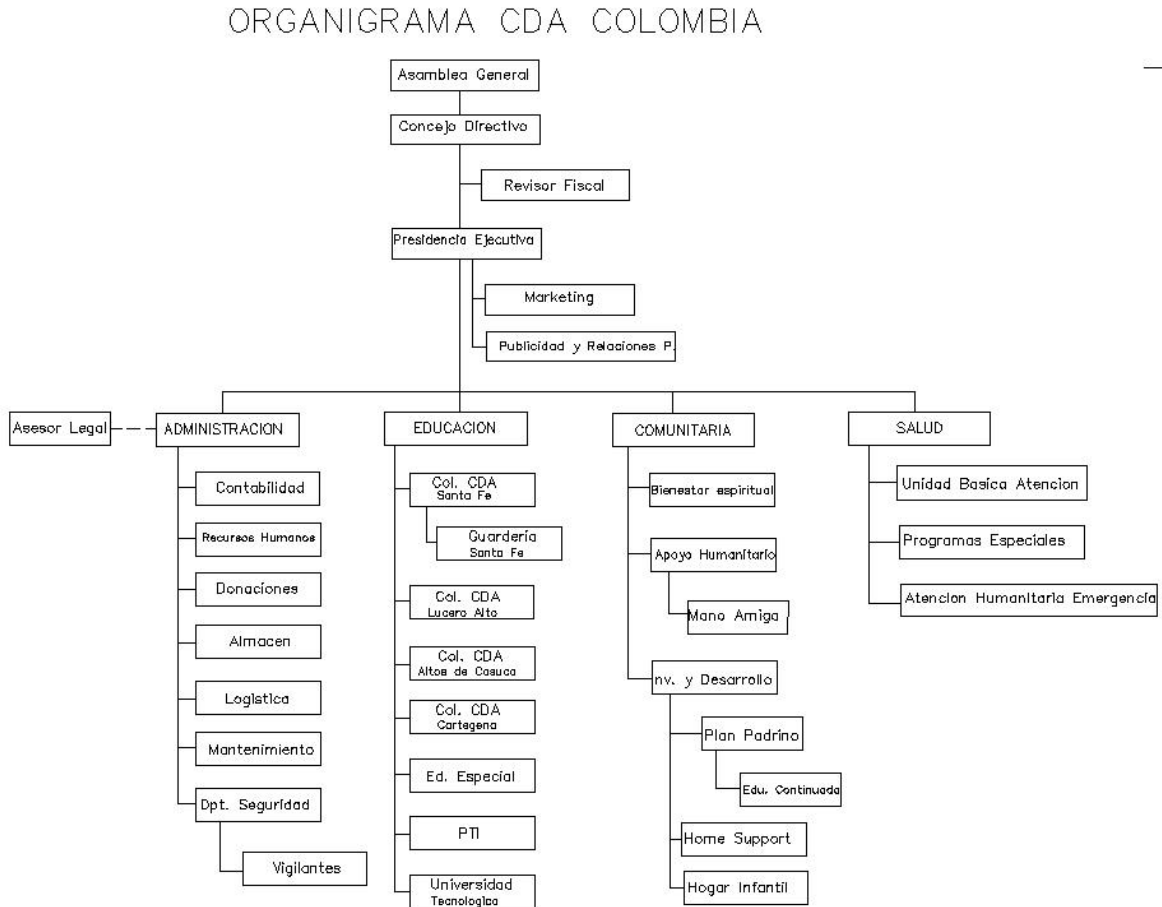 ORGANIGRAMA CDA COLOMBIA
Asamblea General
Concejo Directivo
Revisor Fiscal
Presidencia Ejecutiva
Marketing
Publicidad y Relaciones P.
Asesor Legal
ADMINISTRACION
Contabilidad
Recursos Humanos
Donaciones
Almacen
Logistica
Mantenimiento
Dpt. Seguridad
Vigilantes
EDUCACION
Col. CDA
Santa Fe
Guarderia
Santa Fe
Col. CDA
Lucero Alto
Col. CDA
Altos de Casuca
Col. CDA
Cartagena
Ed. Especial
PTI
Universidad
Tecnologica
COMUNITARIA
Bienestar espiritual
Apoyo Humanitario
Mano Amiga
nv. y Desarrollo
Plan Padrino
Edu. Continuada
Home Support
Hogar Infantil
SALUD
Unidad Basica Atencion
Programas Especiales
Atencion Humanitaria Emergencia